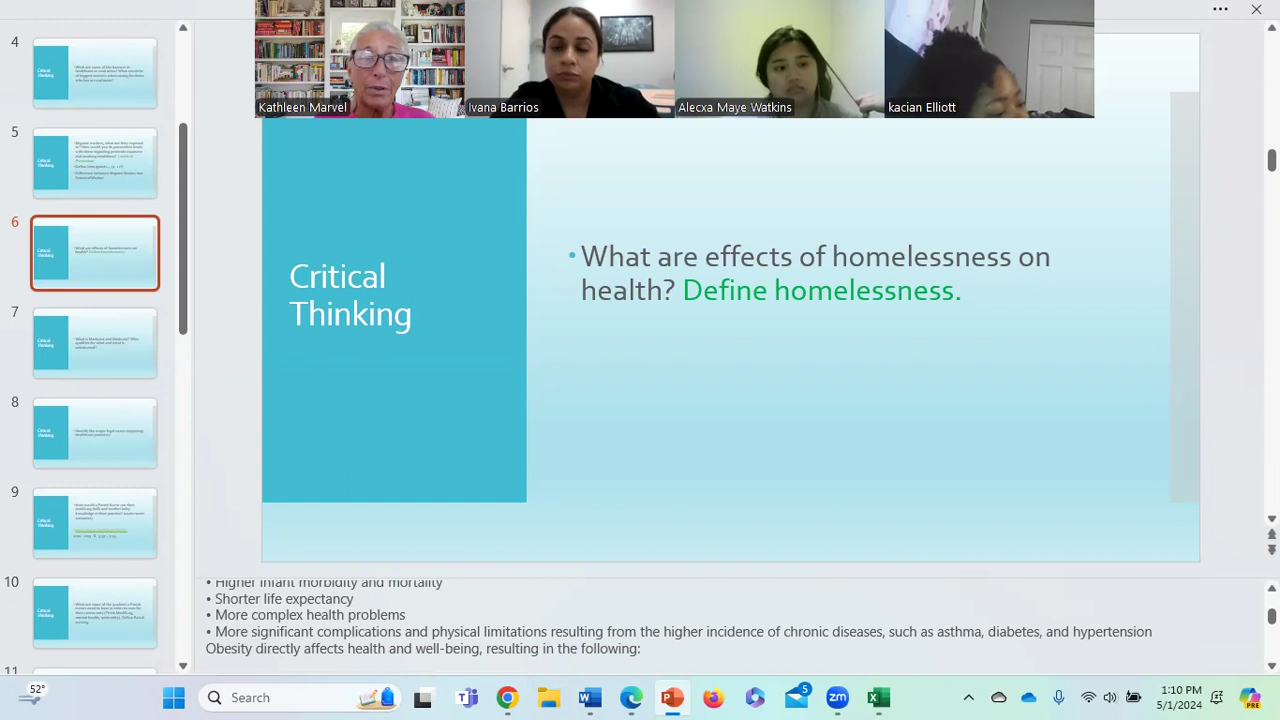 Kathleen Marvel
Ivana Barrios
Alecxa Maye Watkins
kacian Elliott
4
5
6
7
8
9
10
11
Critical
Thinking
• What are effects of homelessness on
health? Define homelessness.
• Higher infant morbidity and mortality
• Shorter life expectancy
• More complex health problems
• More significant complications and physical limitations resulting from the higher incidence of chronic diseases, such as asthma, diabetes, and hypertension
Obesity directly affects health and well-being, resulting in the following:
52°
Search
5
zm
1:10 PM
5/1/2024
PRE